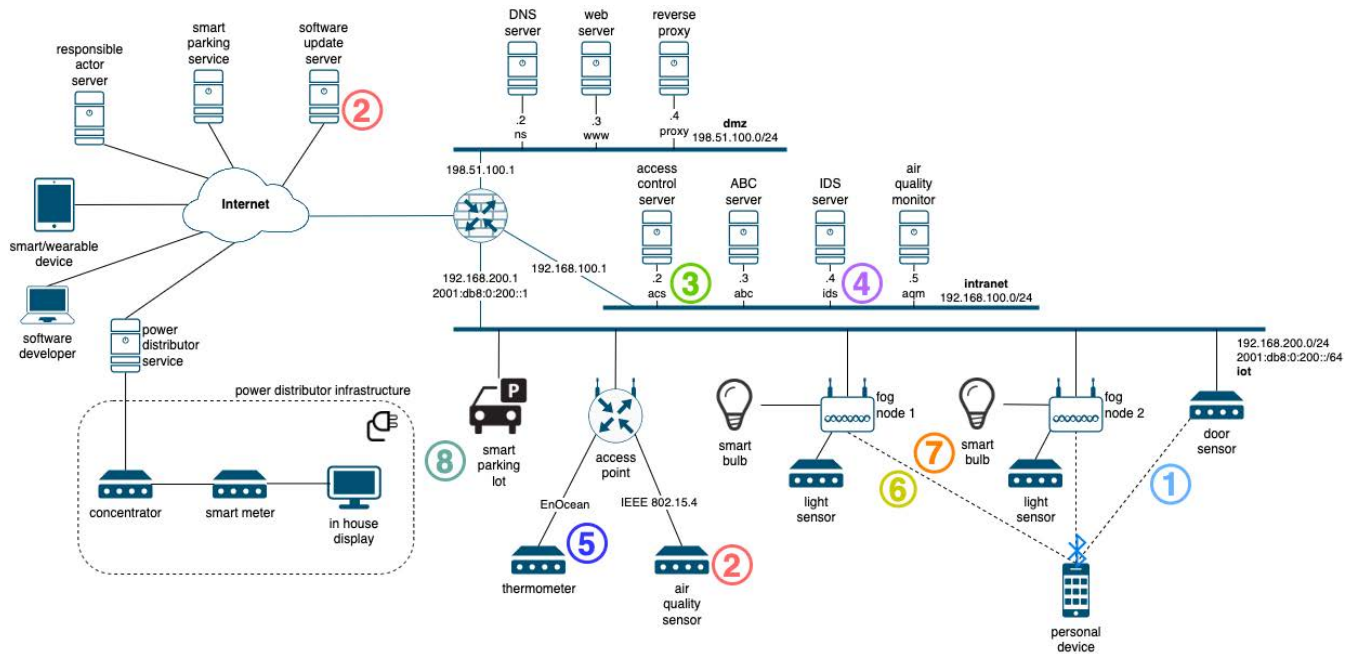 DNS
server
web
server
reverse
proxy
smart
parking
service
software
update
server
responsible
actor
server
2
.2
ns
.3
www
.4
proxy
dmz
198.51.100.0/24
198.51.100.1
access
control
server
ABC
server
IDS
server
air
quality
monitor
Internet
smart/wearable
device
192.168.200.1
2001:db8:0:200::1
192.168.100.1
.2
acs
3
.3
abc
.4
ids
4
.5
aqm
intranet
192.168.100.0/24
software
developer
power
distributor
service
192.168.200.0/24
2001:db8:0:200::/64
iot
power distributor infrastructure
P
fog
node 1
fog
node 2
door
sensor
smart
bulb
smart
bulb
8
smart
parking
lot
access
point
7
6
1
concentrator
smart meter
in house
display
EnOcean
IEEE 802.15.4
light
sensor
light
sensor
5
2
thermometer
air
quality
sensor
personal
device